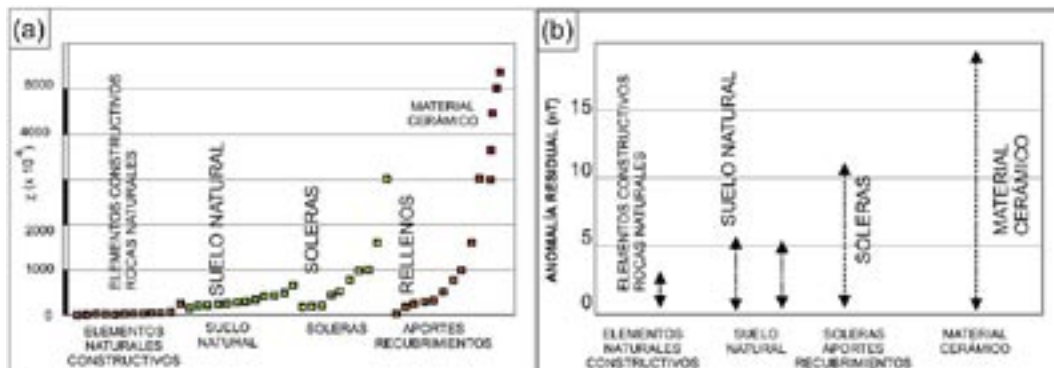 (a)
6000
4000
2000
1000
0
ELEMENTOS CONSTRUCTIVOS
ROCAS NATURALES
SUELO NATURAL
SOLERAS
RELLENOS
MATERIAL
CERÁMICO
ELEMENTOS
NATURALES
CONSTRUCTIVOS
SUELO
NATURAL
SOLERAS
APORTES
RECUBRIMIENTOS
(b)
ANOMALÍA RESIDUAL (nT)
15
10
5
0
ELEMENTOS CONSTRUCTIVOS
ROCAS NATURALES
SUELO NATURAL
SOLERAS
MATERIAL
CERÁMICO
ELEMENTOS
NATURALES
CONSTRUCTIVOS
SUELO
NATURAL
SOLERAS
APORTES
RECUBRIMIENTOS
MATERIAL
CERÁMICO